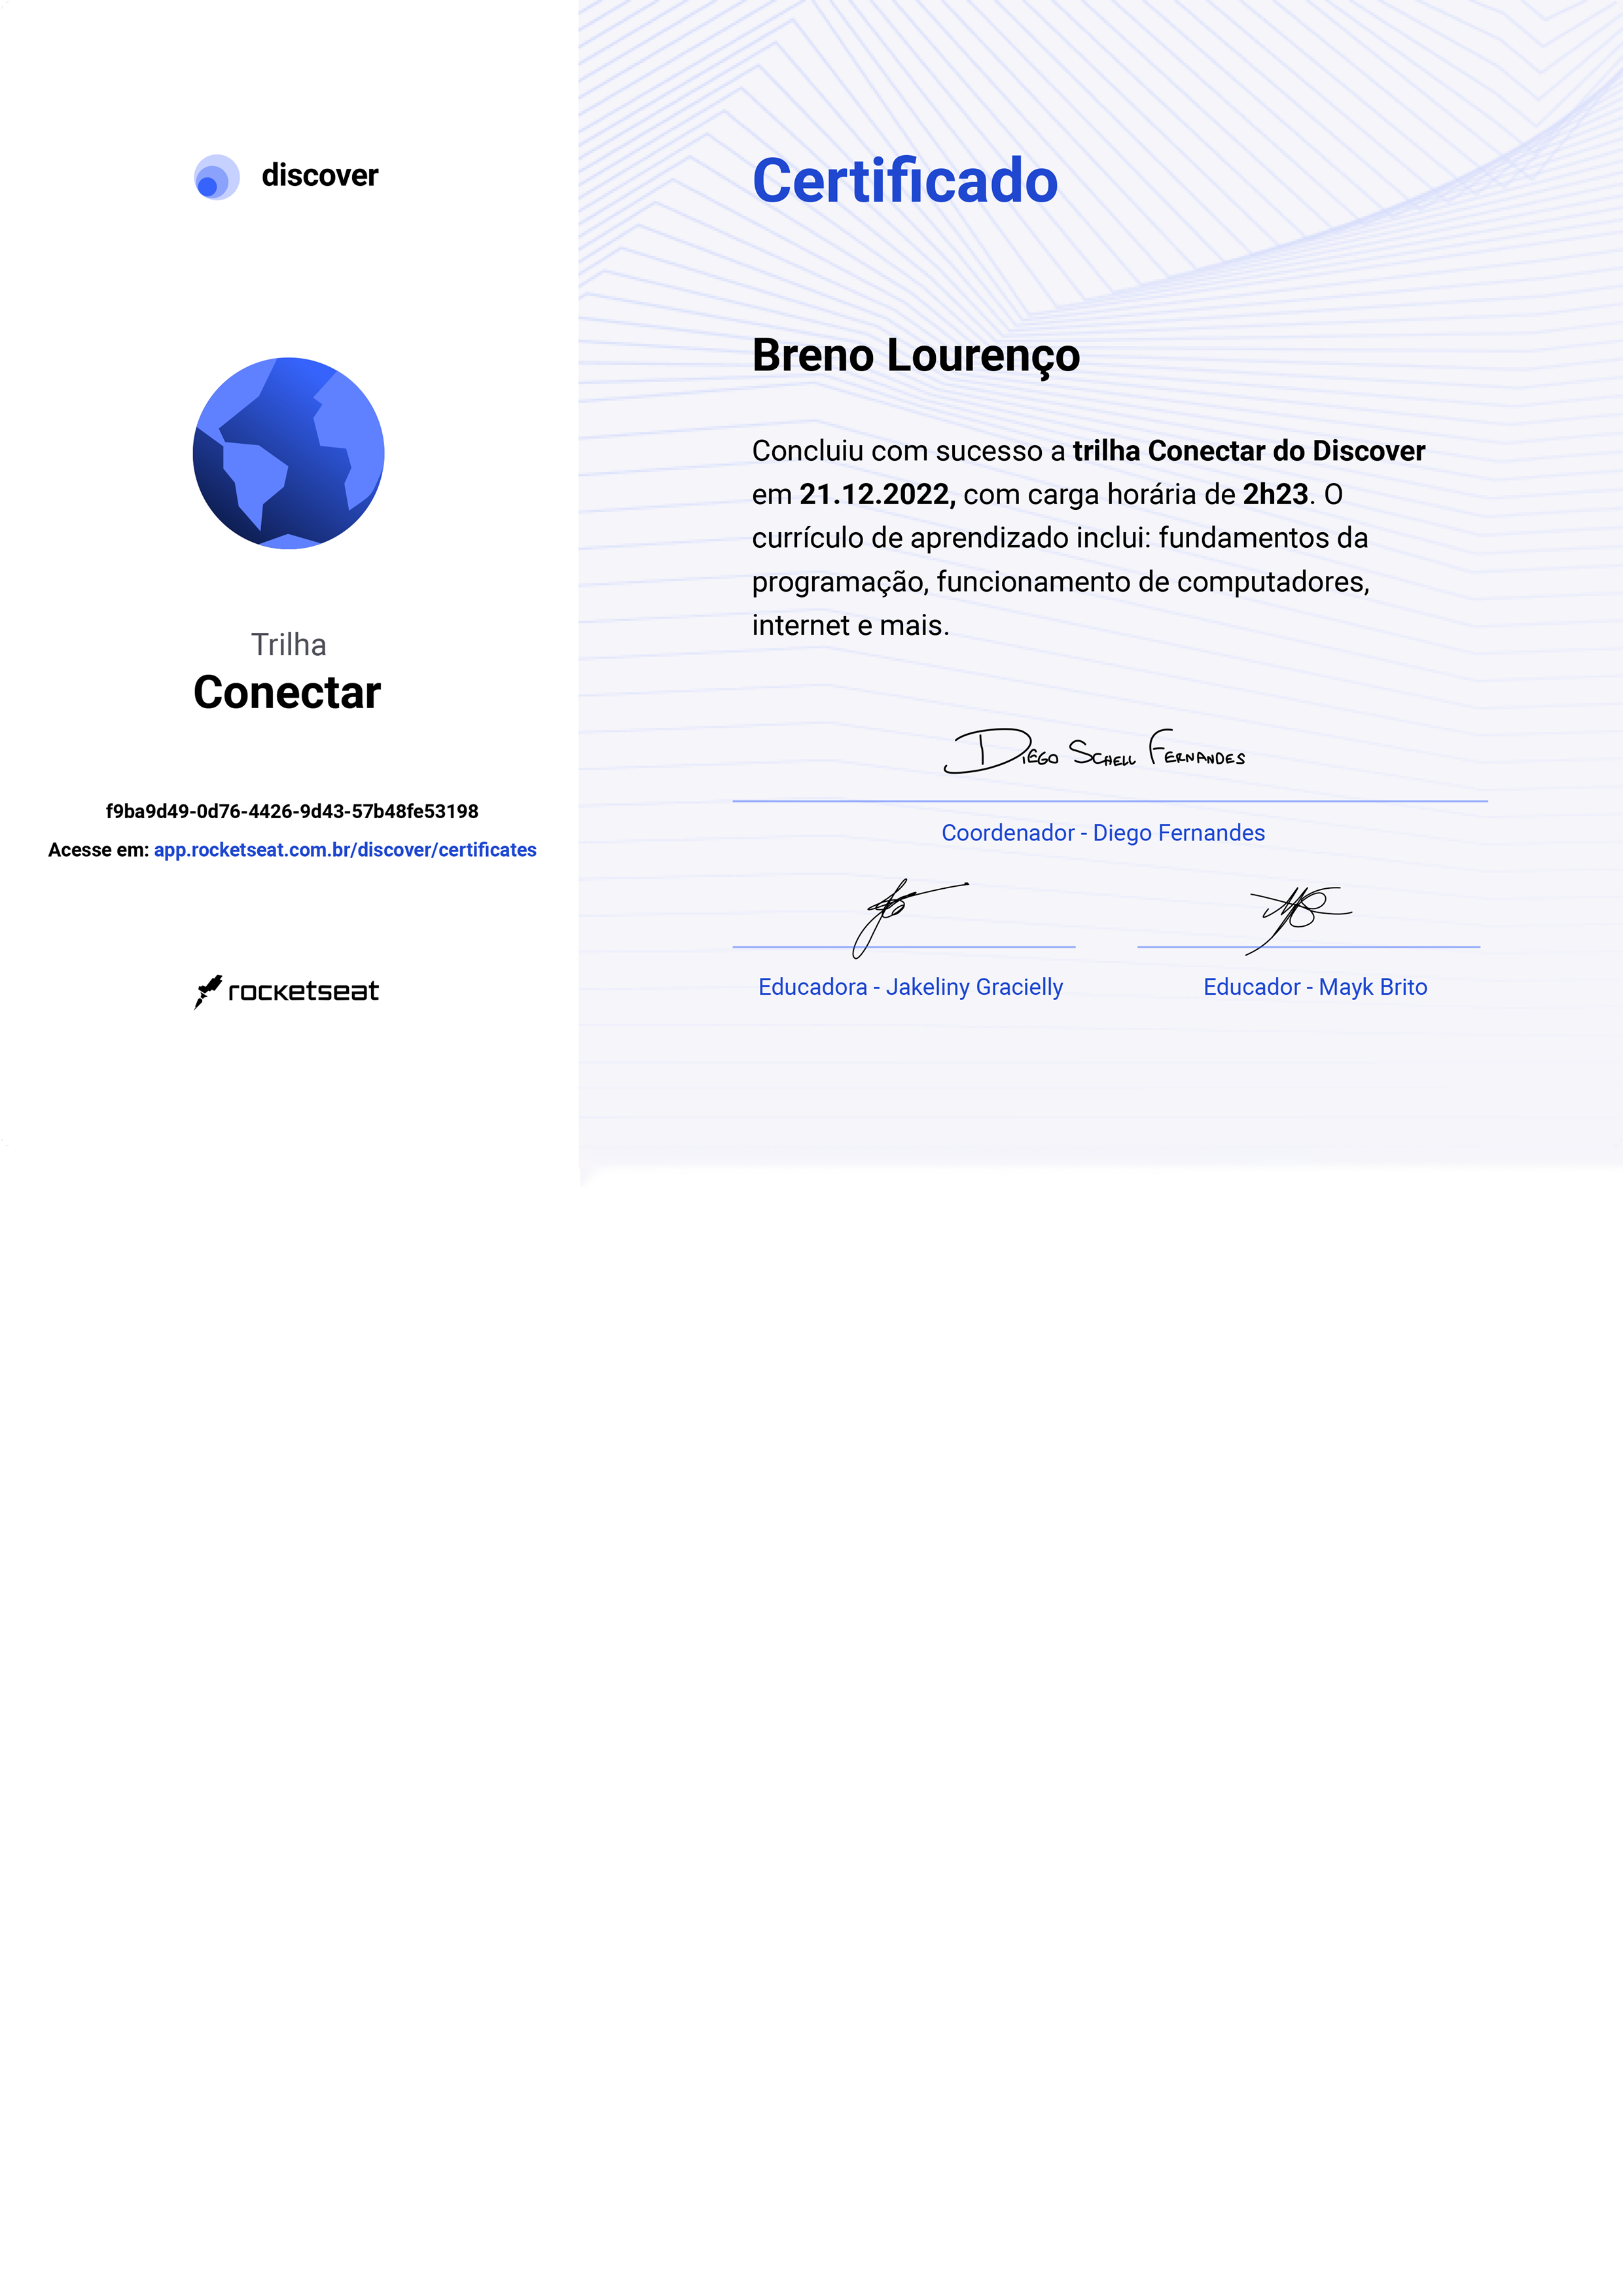 discover
Trilha
Conectar
f9ba9d49-0d76-4426-9d43-57b48fe53198
Acesse em: app.rocketseat.com.br/discover/certificates
rocketseat
Certificado
Breno Lourenço
Concluiu com sucesso a trilha Conectar do Discover
em 21.12.2022, com carga horária de 2h23. O
currículo de aprendizado inclui: fundamentos da
programação, funcionamento de computadores,
internet e mais.
Diego Schell Fernandes
Coordenador - Diego Fernandes
Educadora - Jakeliny Gracielly
Educador - Mayk Brito